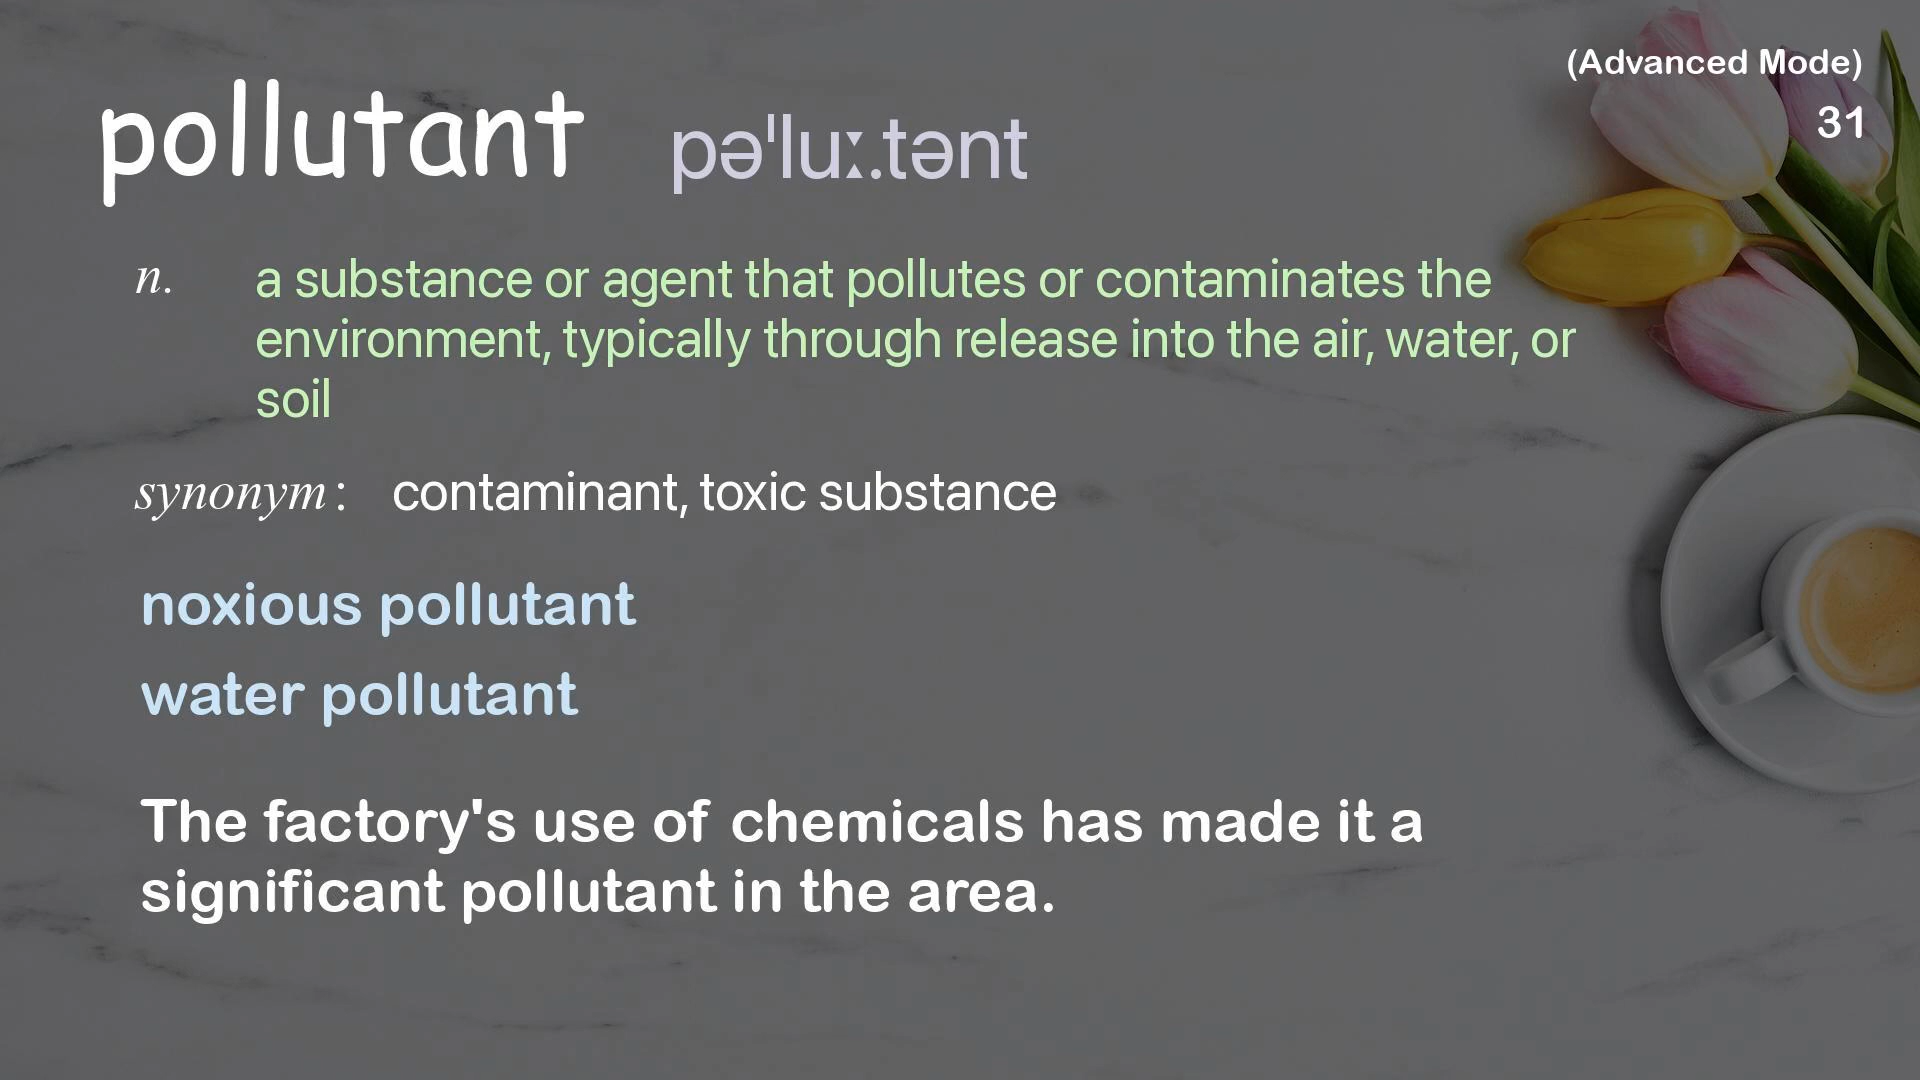 (Advanced Mode)
31
pollutant pəˈluː.tənt
n. a substance or agent that pollutes or contaminates the
environment, typically through release into the air, water, or
soil
synonym: contaminant, toxic substance
noxious pollutant
water pollutant
The factory's use of chemicals has made it a
significant pollutant in the area.